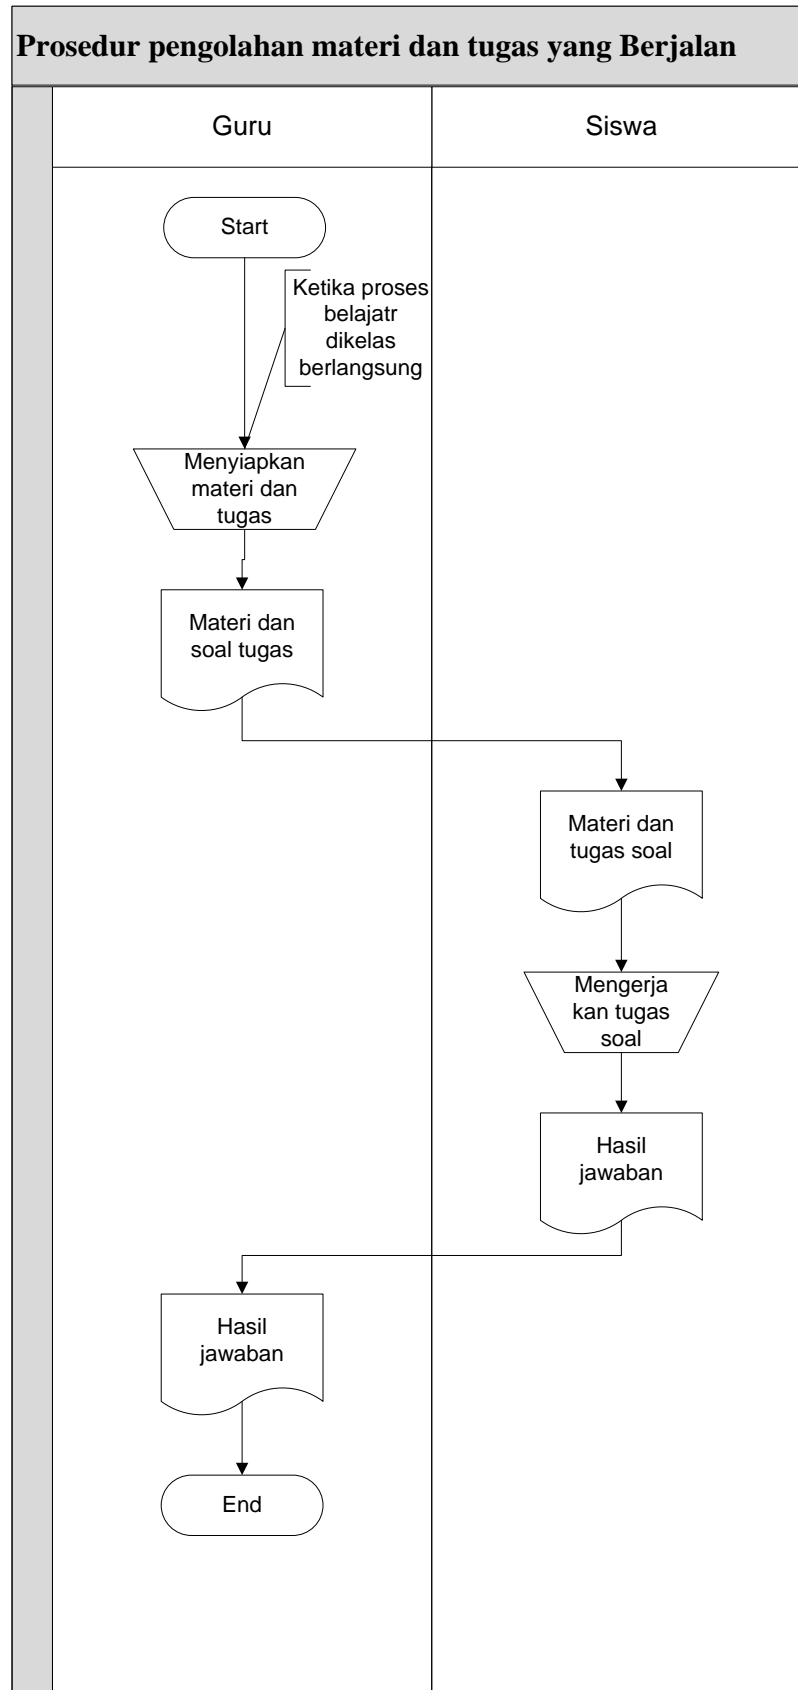 Prosedur pengolahan materi dan tugas yang Berjalan
Guru
Siswa
Start
Ketika proses
belajatr
dikelas
berlangsung
Menyiapkan
materi dan
tugas
Materi dan
soal tugas
Materi dan
tugas soal
Mengerja
kan tugas
soal
Hasil
jawaban
Hasil
jawaban
End